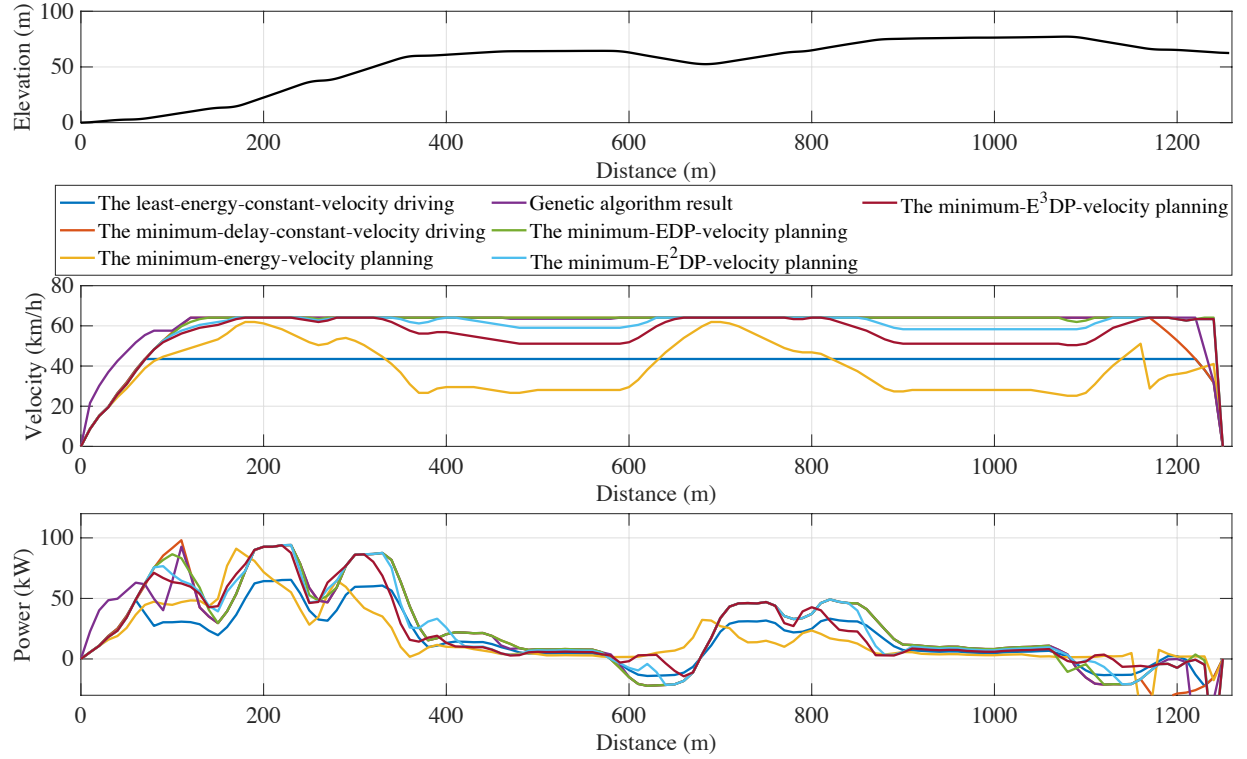 Elevation (m)
100
50
0
0 200 400 600 800 1000 1200
Distance (m)
The least-energy-constant-velocity driving Genetic algorithm result The minimum-E³DP-velocity planning
The minimum-delay-constant-velocity driving The minimum-EDP-velocity planning
The minimum-energy-velocity planning The minimum-E²DP-velocity planning
Velocity (km/h)
80
60
40
20
0
0 200 400 600 800 1000 1200
Distance (m)
Power (kW)
100
50
0
0 200 400 600 800 1000 1200
Distance (m)